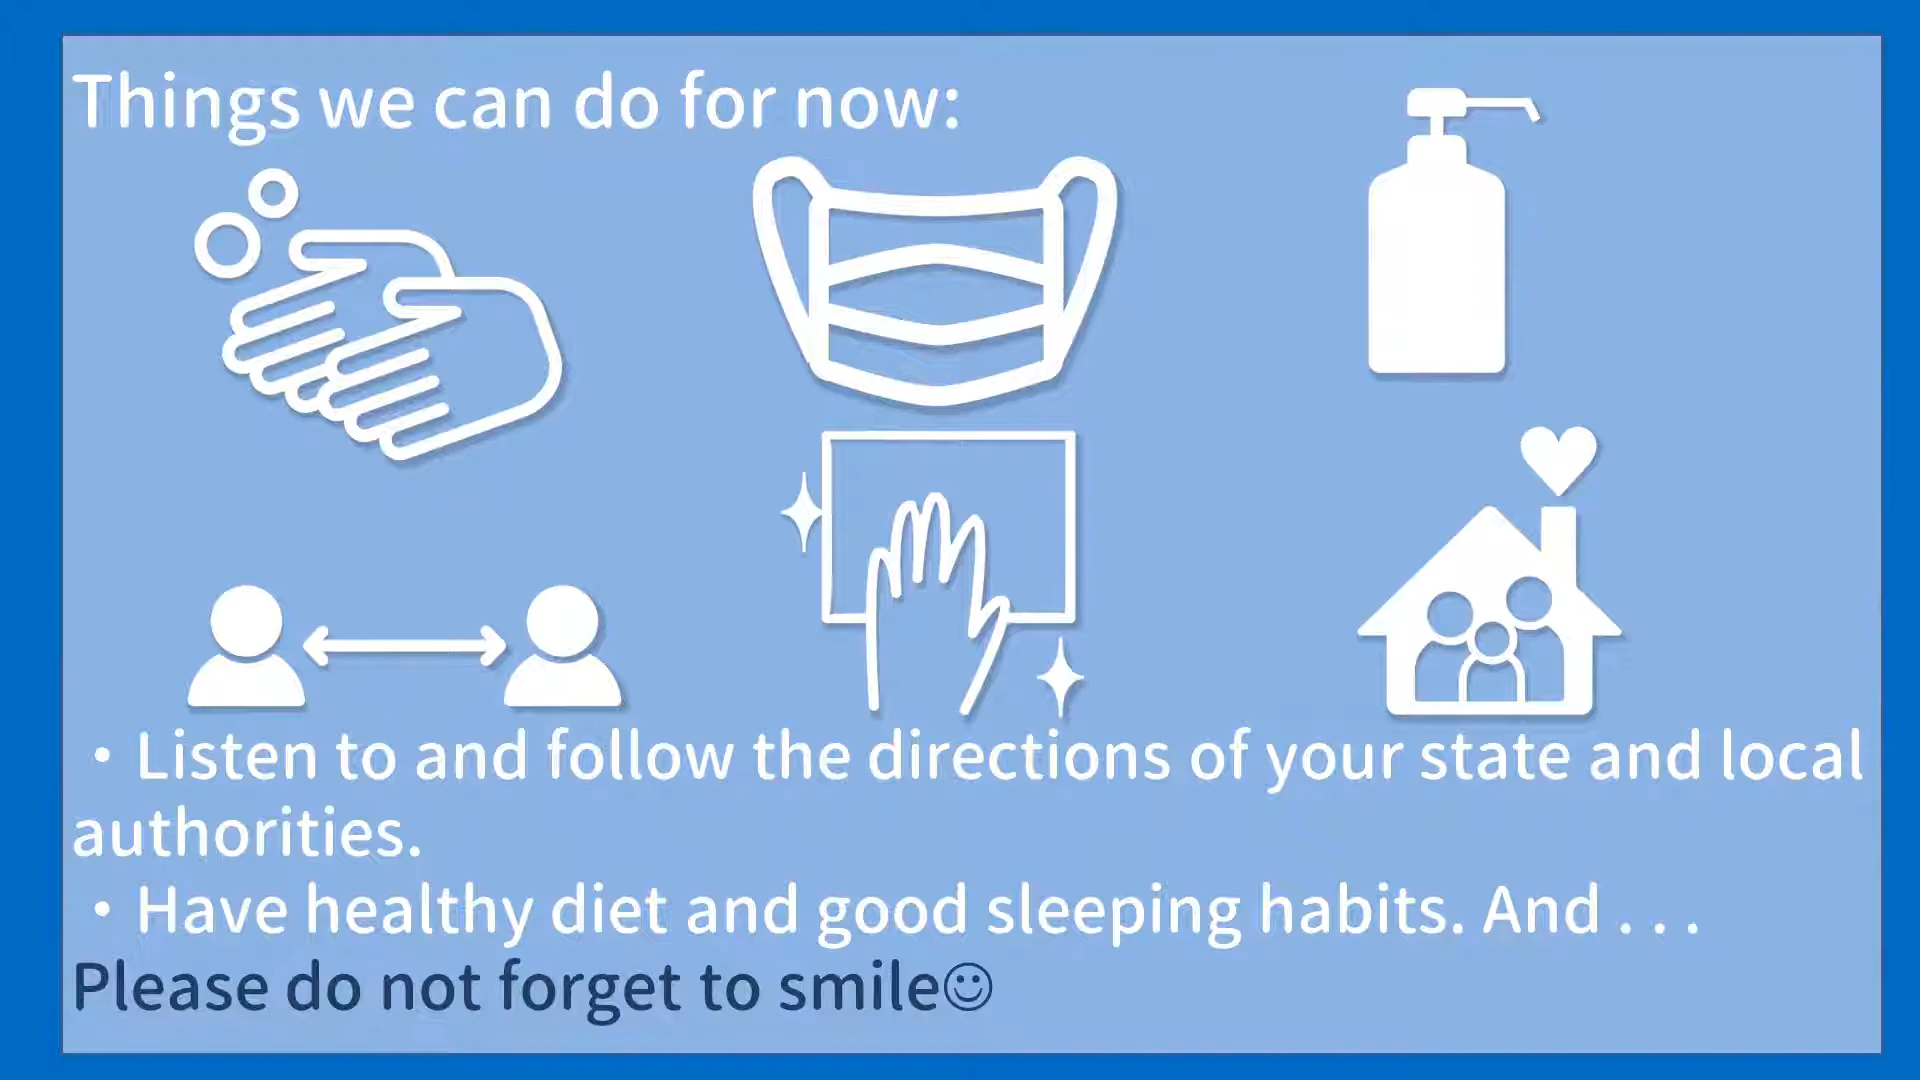 Things we can do for now:
・Listen to and follow the directions of your state and local
authorities.
・Have healthy diet and good sleeping habits. And . . .
Please do not forget to smile☺